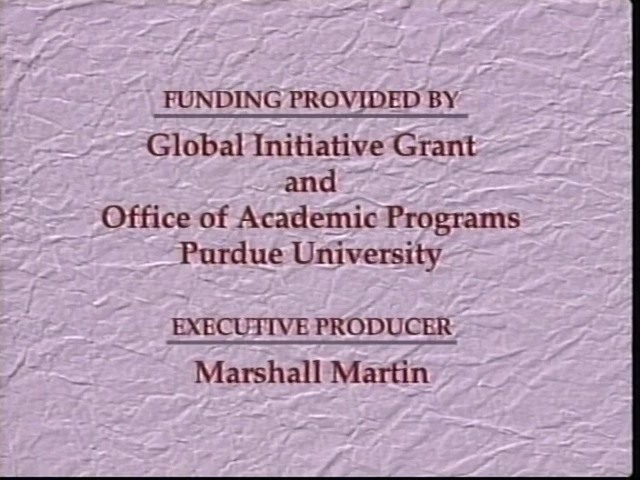 FUNDING PROVIDED BY
Global Initiative Grant
and
Office of Academic Programs
Purdue University
EXECUTIVE PRODUCER
Marshall Martin